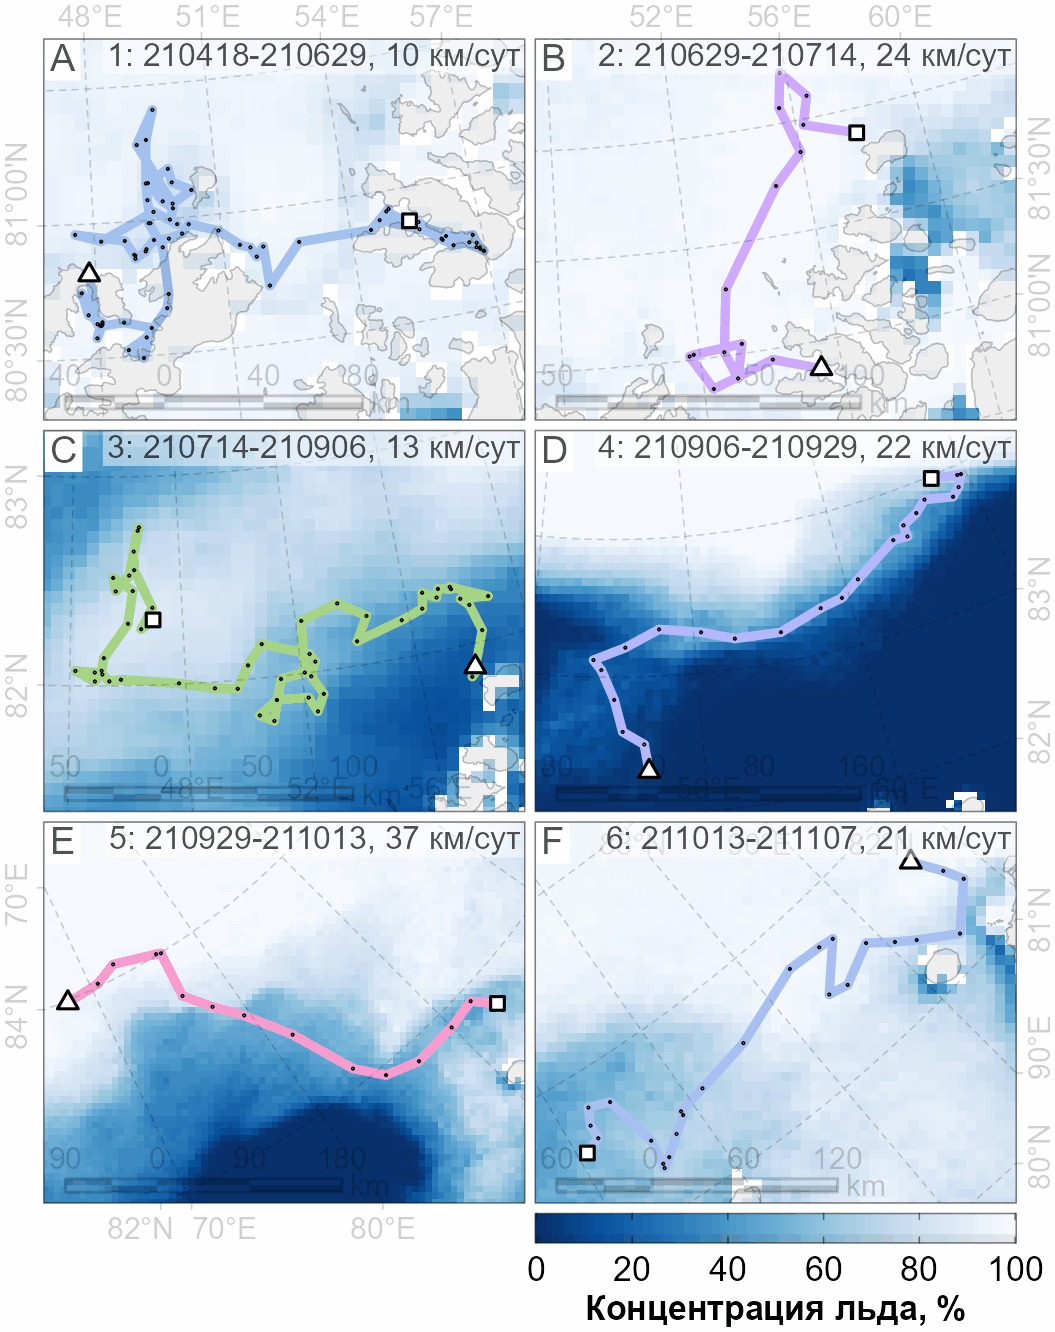 48°E 51°E 54°E 57°E 52°E 56°E 60°E
A 1: 210418-210629, 10 км/сут
B 2: 210629-210714, 24 км/сут
81°00'N
80°30'N
81°30'N
81°00'N
40 0 40 80 km
50 0 50 100 km
C 3: 210714-210906, 13 км/сут
D 4: 210906-210929, 22 км/сут
83°N
82°N
83°N
82°N
50 0 50 100 km
48°E 52°E 56°E
80 0 80 160
60°E
E 5: 210929-211013, 37 км/сут
F 6: 211013-211107, 21 км/сут
70°E
84°N
81°N
90°E
80°N
90 0 90 180 km
60 0 60 120 km
82°N 70°E 80°E
0 20 40 60 80 100
Концентрация льда, %